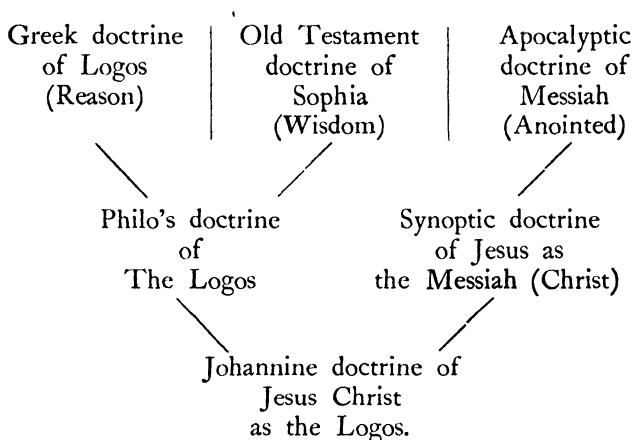 Greek doctrine
of Logos
(Reason)
Old Testament
doctrine of
Sophia
(Wisdom)
Apocalyptic
doctrine of
Messiah
(Anointed)
Philo's doctrine
of
The Logos
Synoptic doctrine
of Jesus as
the Messiah (Christ)
Johannine doctrine of
Jesus Christ
as the Logos.